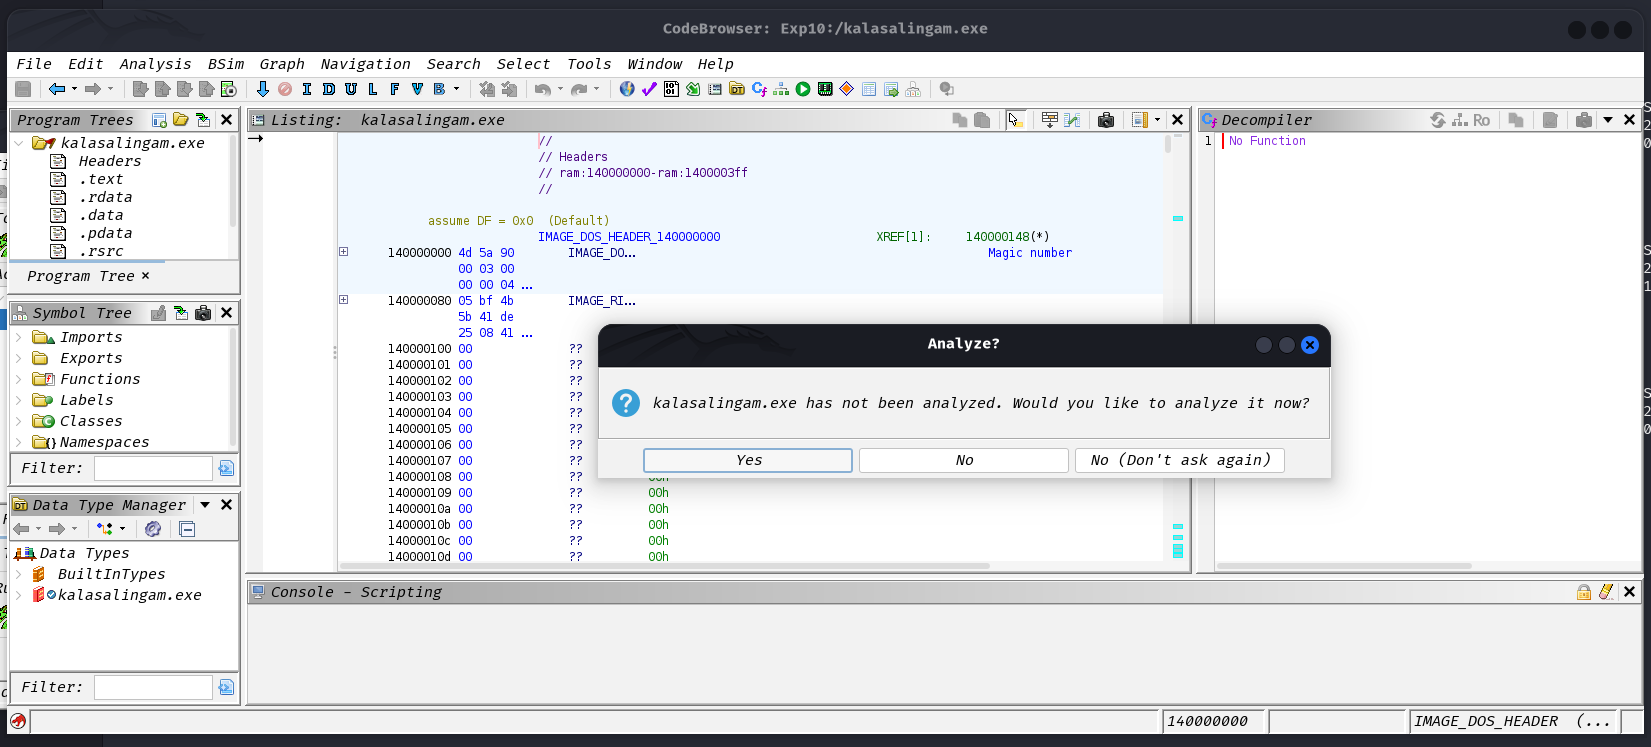 CodeBrowser: Exp10:/kalasalingam.exe
File Edit Analysis BSim Graph Navigation Search Select Tools Window Help
I D U L F V B
Program Trees
kalasalingam.exe
Headers
.text
.rdata
.data
.pdata
.rsrc
Program Tree ×
Symbol Tree
Imports
Exports
Functions
Labels
Classes
Namespaces
Filter:
Data Type Manager
Data Types
BuiltInTypes
kalasalingam.exe
Filter:
Listing: kalasalingam.exe
//
// Headers
// ram:140000000-ram:1400003ff
//
assume DF = 0x0 (Default)
IMAGE_DOS_HEADER_140000000 XREF[1]: 140000148(*)
140000000 4d 5a 90 IMAGE_DO... Magic number
00 03 00
00 00 04 ...
140000080 05 bf 4b IMAGE_RI...
5b 41 de
25 08 41 ...
140000100 00 ??
140000101 00 ??
140000102 00 ??
140000103 00 ??
140000104 00 ??
140000105 00 ??
140000106 00 ??
140000107 00 ??
140000108 00 ?? 00h
140000109 00 ?? 00h
14000010a 00 ?? 00h
14000010b 00 ?? 00h
14000010c 00 ?? 00h
14000010d 00 ?? 00h
Decompiler
Ro
1 No Function
Analyze?
kalasalingam.exe has not been analyzed. Would you like to analyze it now?
Yes No No (Don't ask again)
Console - Scripting
140000000 IMAGE_DOS_HEADER (...